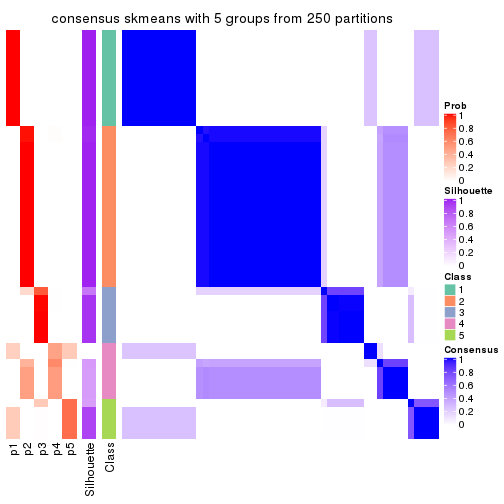 consensus skmeans with 5 groups from 250 partitions
Prob
1
0.8
0.6
0.4
0.2
0
Silhouette
1
0.8
0.6
0.4
0.2
0
Class
1
2
3
4
5
Consensus
1
0.8
0.6
0.4
0.2
0
p1
p2
p3
p4
p5
Silhouette
Class